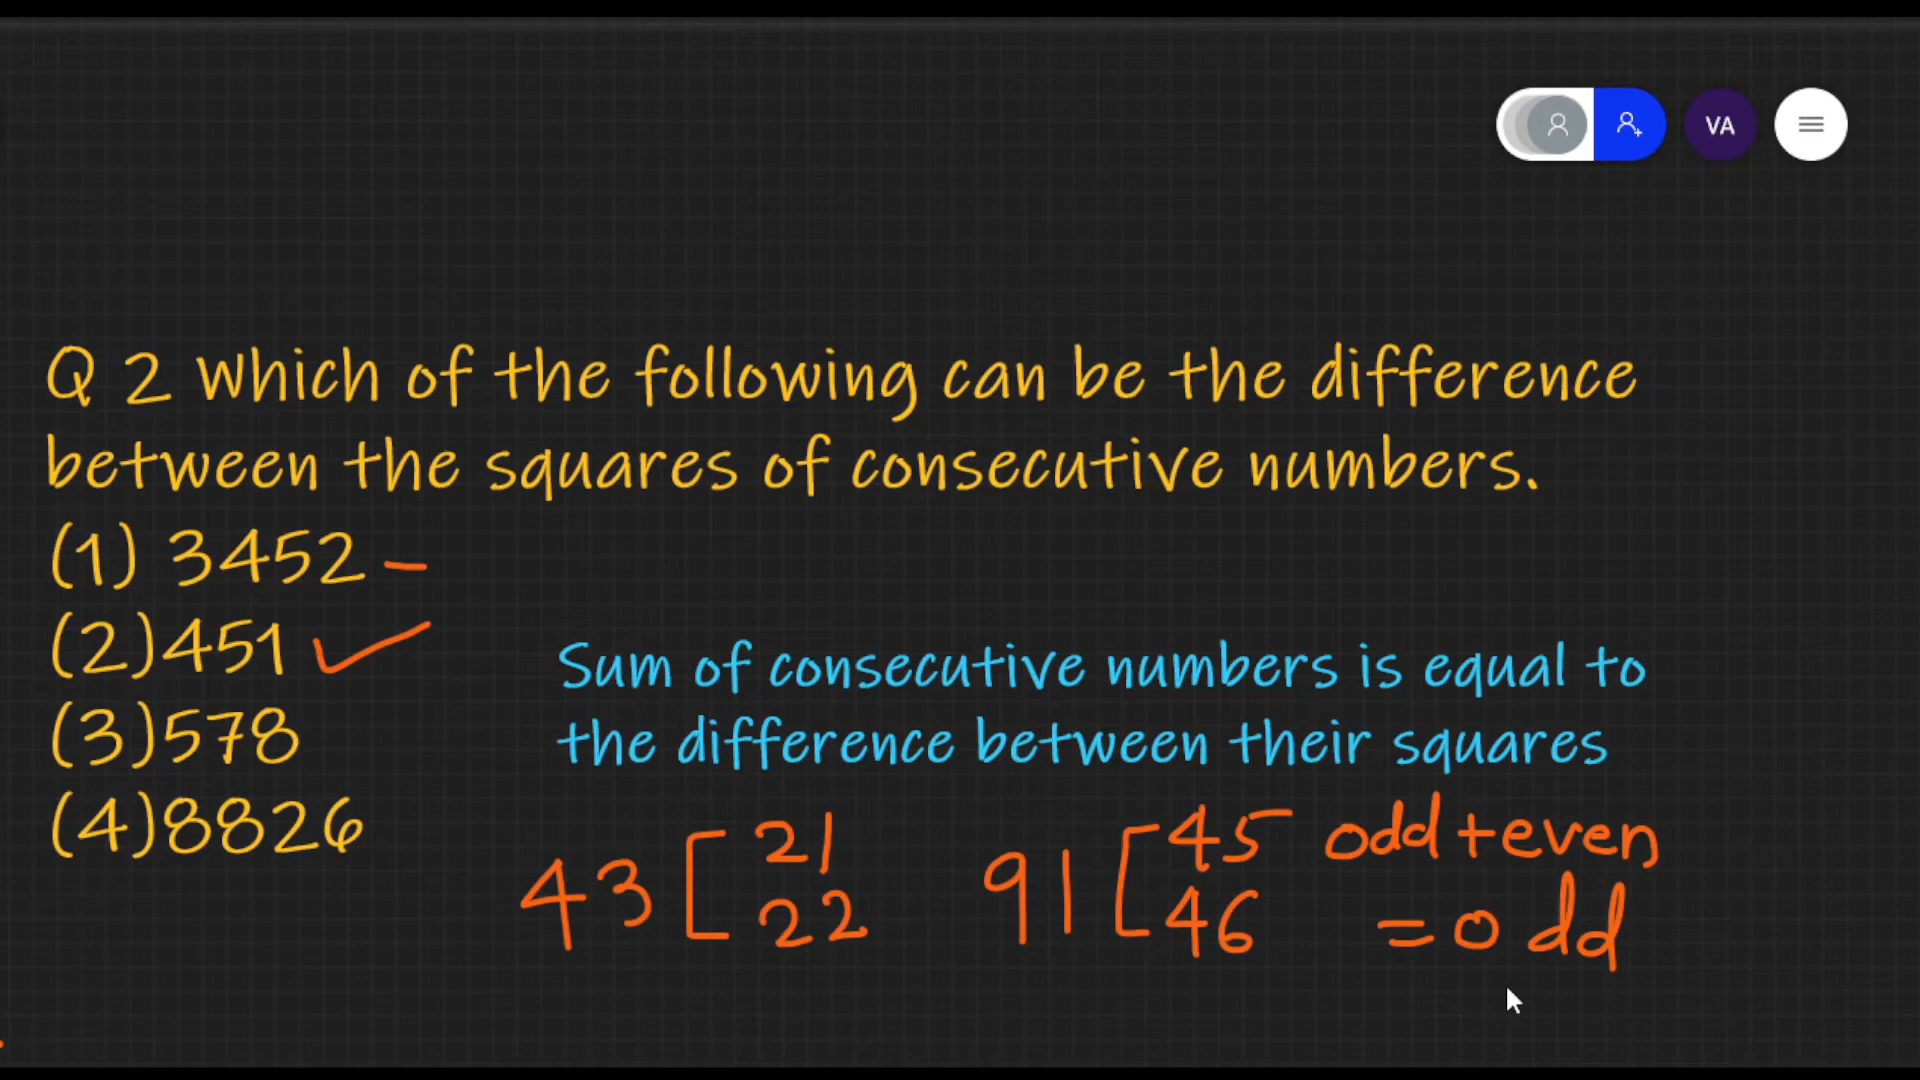 VA
Q 2 Which of the following can be the difference
between the squares of consecutive numbers.
(1) 3452 -
(2)451 ✓
(3)578
(4)8826
Sum of consecutive numbers is equal to
the difference between their squares
43 [ 21 22
91 [ 45 46
odd + even
= odd